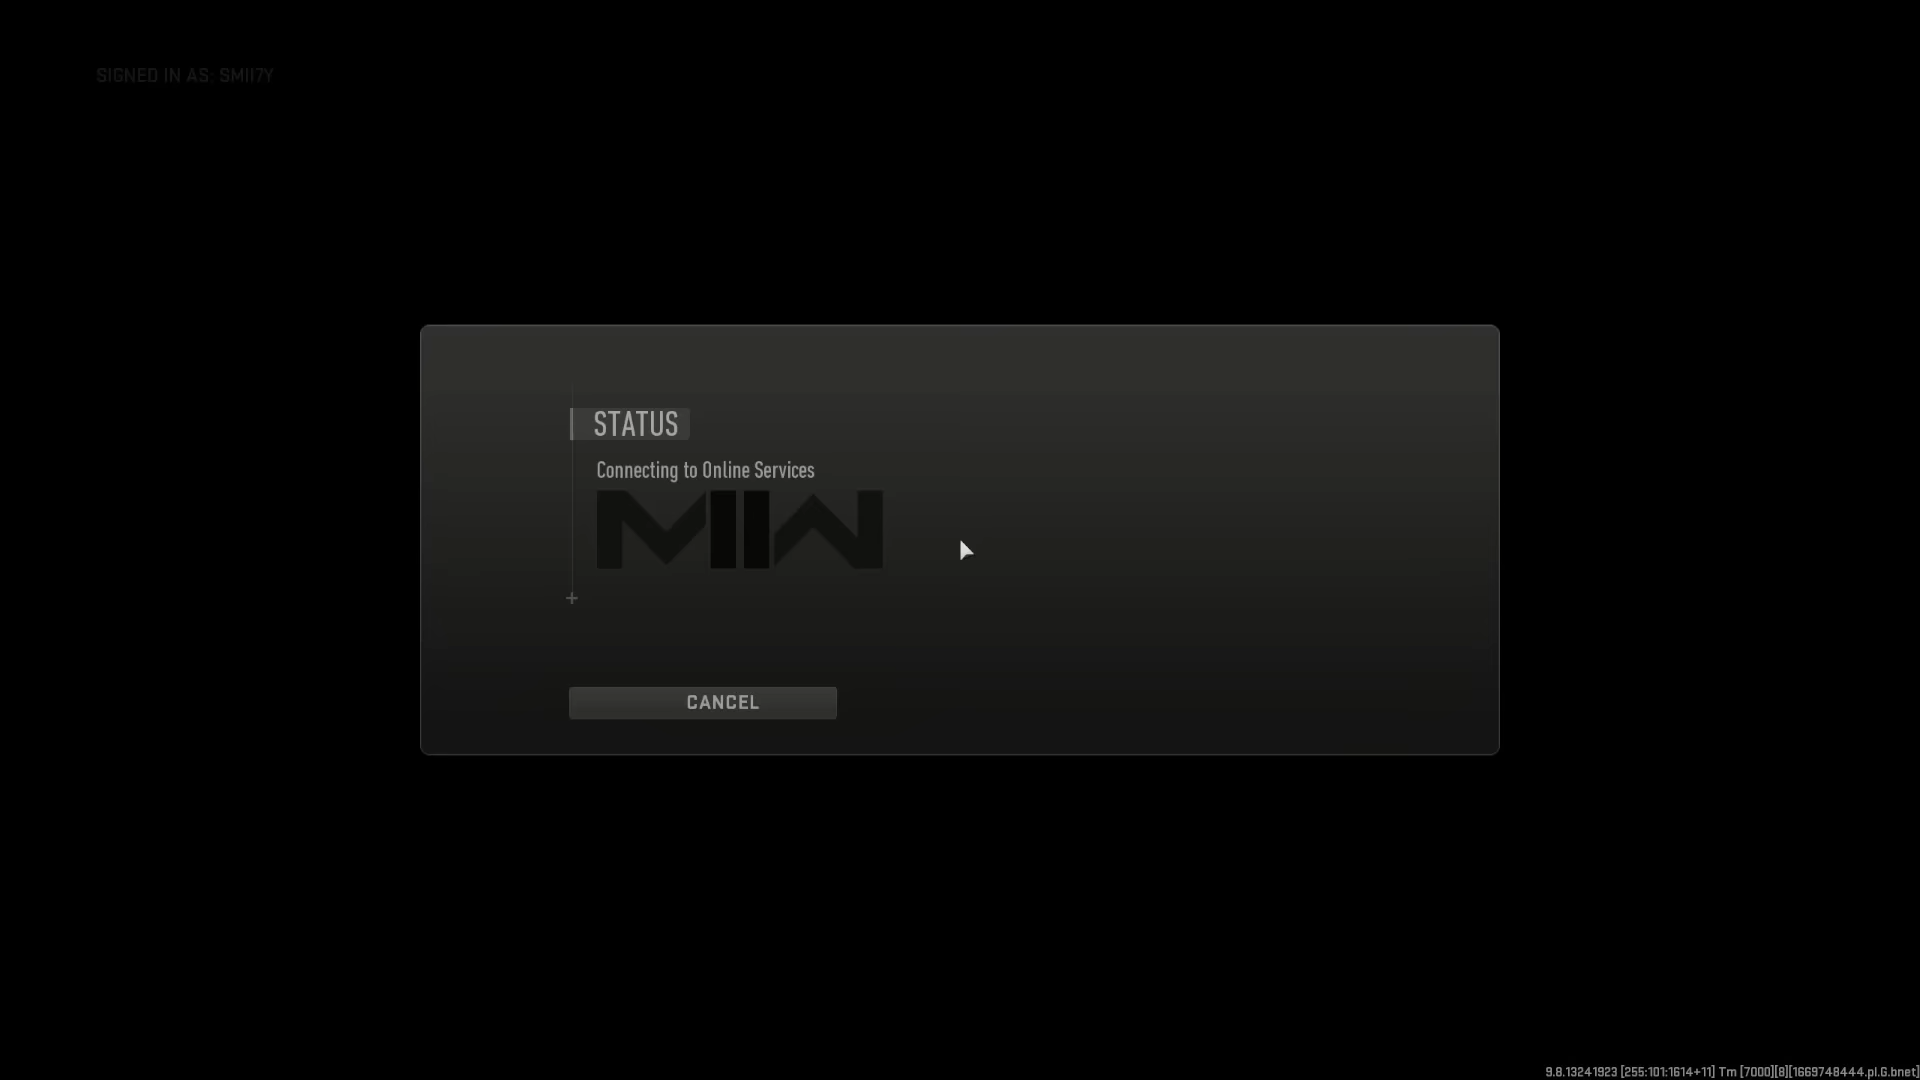 SIGNED IN AS: SMII7Y
STATUS
Connecting to Online Services
MIIW
CANCEL
9.8.13241923 [255:101:1614+11] Tm [7000][8][1669748444.pl.G.bnet]